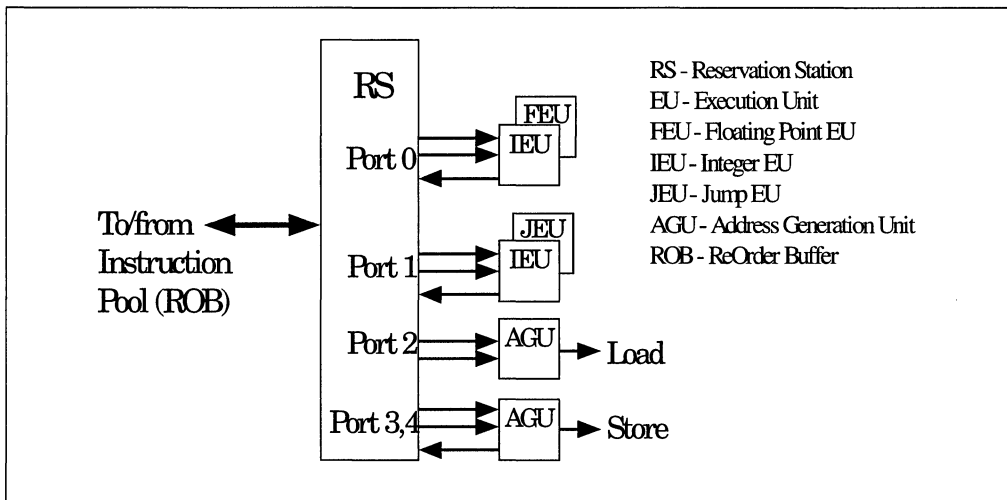 RS
Port 0
FEU
IEU
To/from
Instruction
Pool (ROB)
Port 1
JEU
IEU
Port 2
AGU
Load
Port 3,4
AGU
Store
RS - Reservation Station
EU - Execution Unit
FEU - Floating Point EU
IEU - Integer EU
JEU - Jump EU
AGU - Address Generation Unit
ROB - ReOrder Buffer